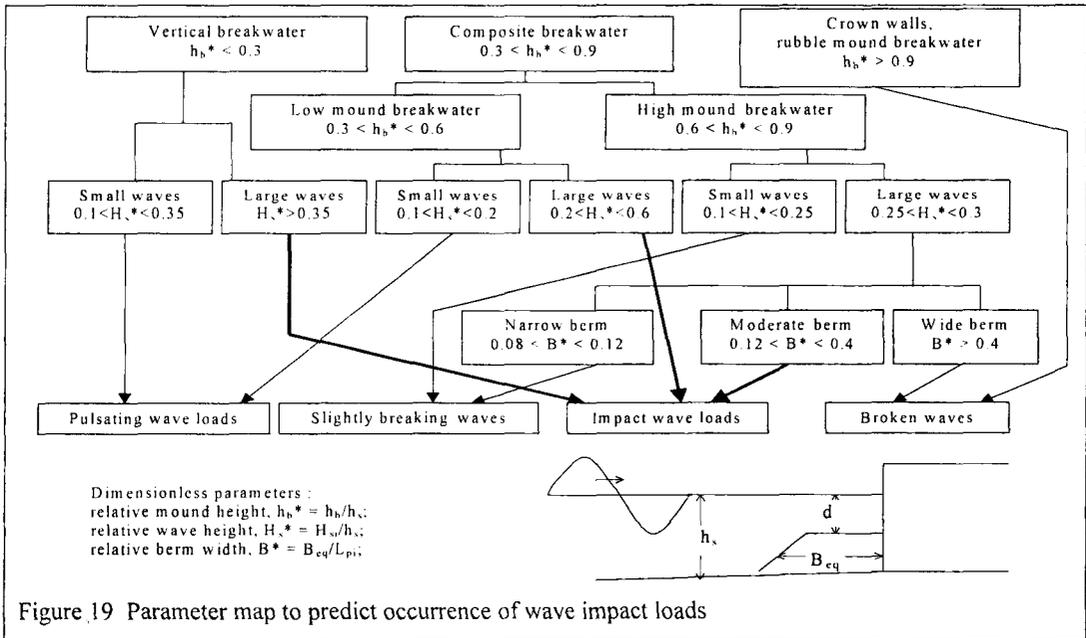 Vertical breakwater
h_b* < 0.3
Composite breakwater
0.3 < h_b* < 0.9
Crown walls,
rubble mound breakwater
h_b* > 0.9
Low mound breakwater
0.3 < h_b* < 0.6
High mound breakwater
0.6 < h_b* < 0.9
Small waves
0.1<H_s*<0.35
Large waves
H_s*>0.35
Small waves
0.1<H_s*<0.2
Large waves
0.2<H_s*<0.6
Small waves
0.1<H_s*<0.25
Large waves
0.25<H_s*<0.3
Narrow berm
0.08 < B* < 0.12
Moderate berm
0.12 < B* < 0.4
Wide berm
B* > 0.4
Pulsating wave loads
Slightly breaking waves
Impact wave loads
Broken waves
Dimensionless parameters :
relative mound height, h_b* = h_b/h_s;
relative wave height, H_s* = H_si/h_s;
relative berm width, B* = B_eq/L_pi;
h_s
d
B_eq
Figure 19 Parameter map to predict occurrence of wave impact loads